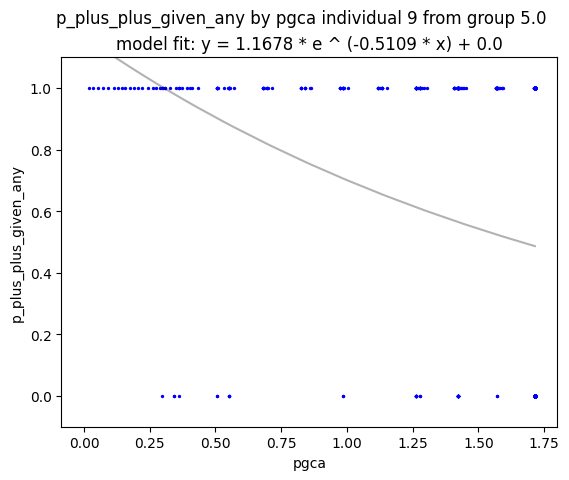 p_plus_plus_given_any by pgca individual 9 from group 5.0
model fit: y = 1.1678 * e ^ (-0.5109 * x) + 0.0
1.0
0.8
0.6
0.4
0.2
0.0
p_plus_plus_given_any
0.00 0.25 0.50 0.75 1.00 1.25 1.50 1.75
pgca